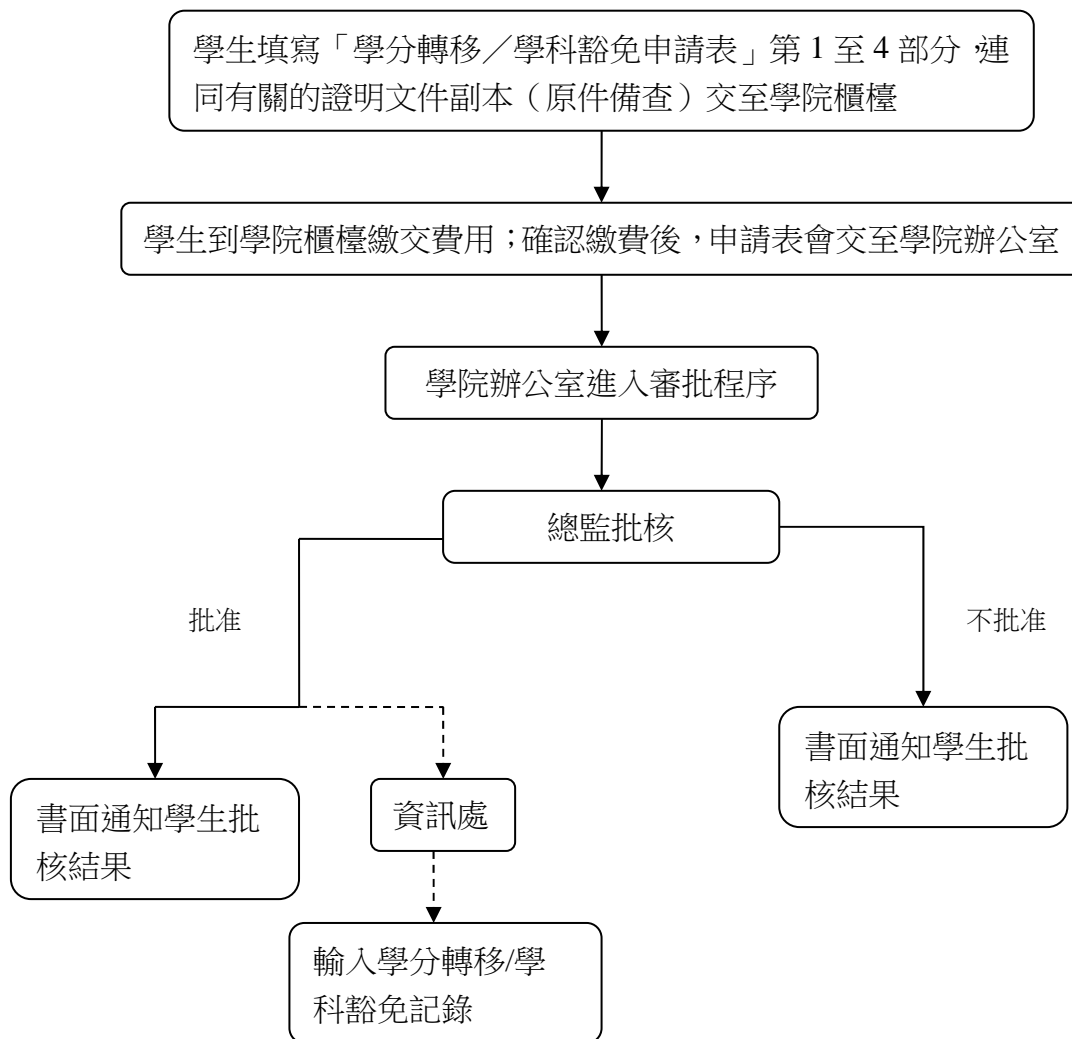 學生填寫「學分轉移／學科豁免申請表」第 1 至 4 部分，連
同有關的證明文件副本（原件備查）交至學院櫃檯
學生到學院櫃檯繳交費用；確認繳費後，申請表會交至學院辦公室
學院辦公室進入審批程序
總監批核
批准
不批准
書面通知學生批
核結果
資訊處
書面通知學生批
核結果
輸入學分轉移/學
科豁免記錄